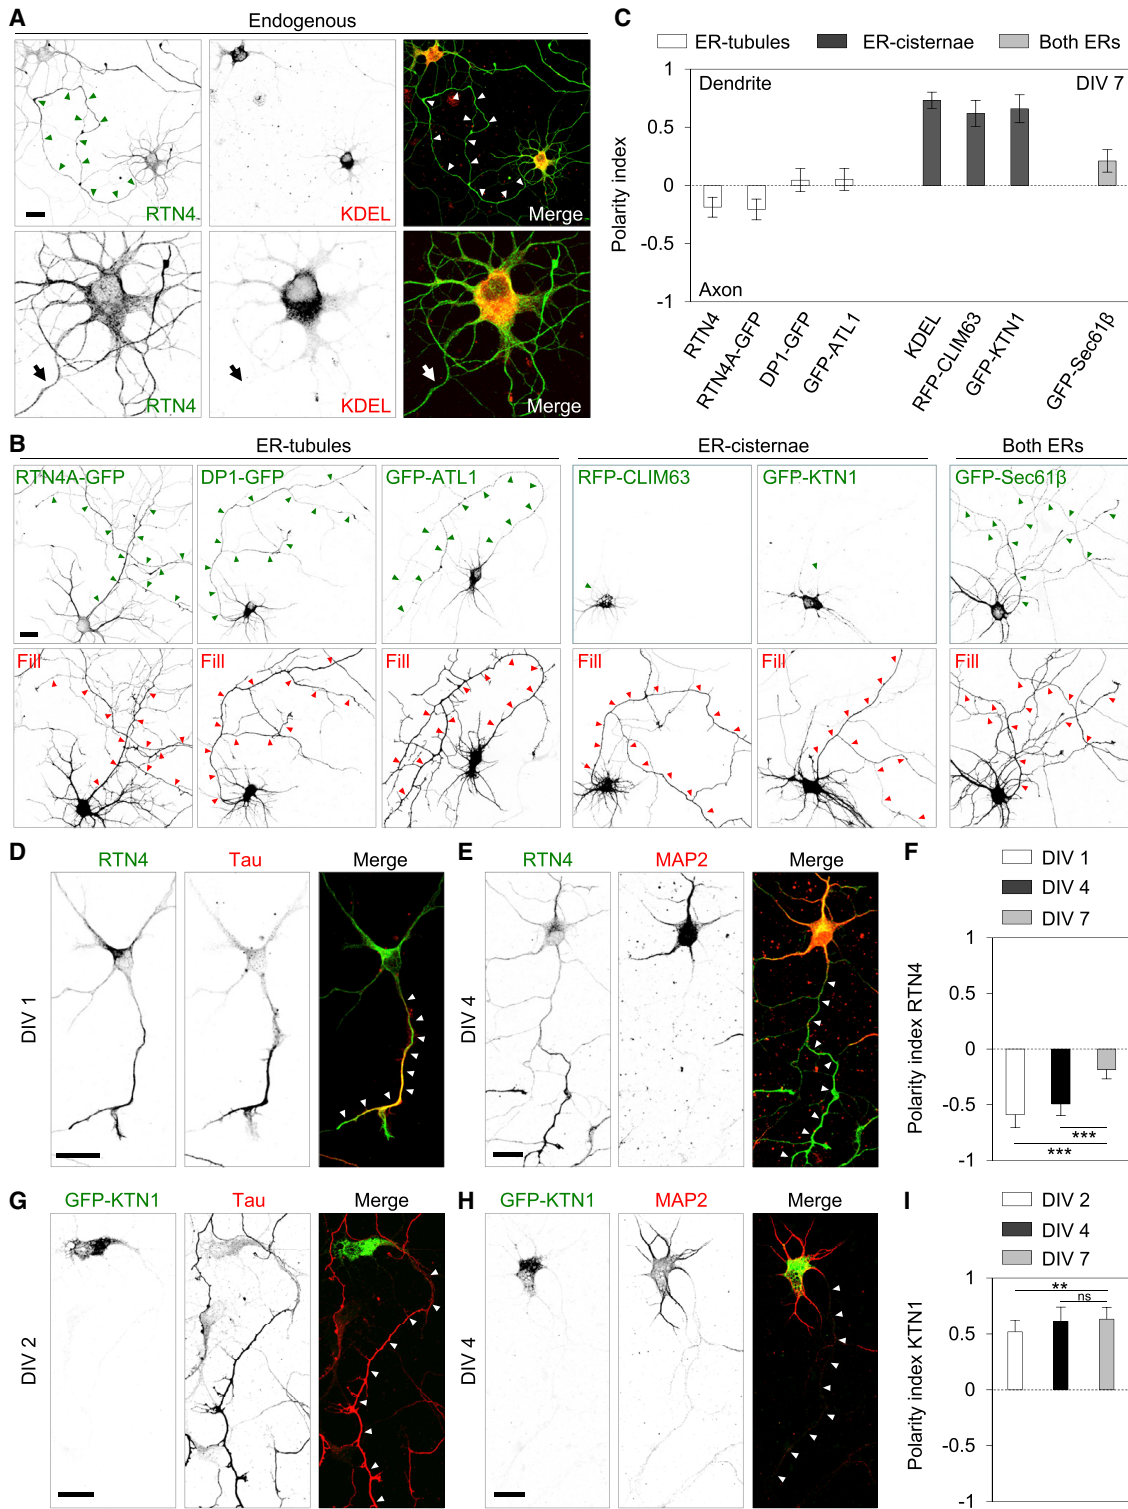 A
Endogenous
RTN4
KDEL
Merge
RTN4
KDEL
Merge
C
ER-tubules
ER-cisternae
Both ERs
Polarity index
1
0.5
0
-0.5
-1
Dendrite
DIV 7
Axon
RTN4
RTN4A-GFP
DP1-GFP
GFP-ATL1
KDEL
RFP-CLIM63
GFP-KTN1
GFP-Sec61β
B
ER-tubules
ER-cisternae
Both ERs
RTN4A-GFP
DP1-GFP
GFP-ATL1
RFP-CLIM63
GFP-KTN1
GFP-Sec61β
Fill
Fill
Fill
Fill
Fill
Fill
D
RTN4
Tau
Merge
DIV 1
E
RTN4
MAP2
Merge
DIV 4
F
DIV 1
DIV 4
DIV 7
Polarity index RTN4
1
0.5
0
-0.5
-1
***
***
G
GFP-KTN1
Tau
Merge
DIV 2
H
GFP-KTN1
MAP2
Merge
DIV 4
I
DIV 2
DIV 4
DIV 7
Polarity index KTN1
1
0.5
0
-0.5
-1
**
ns